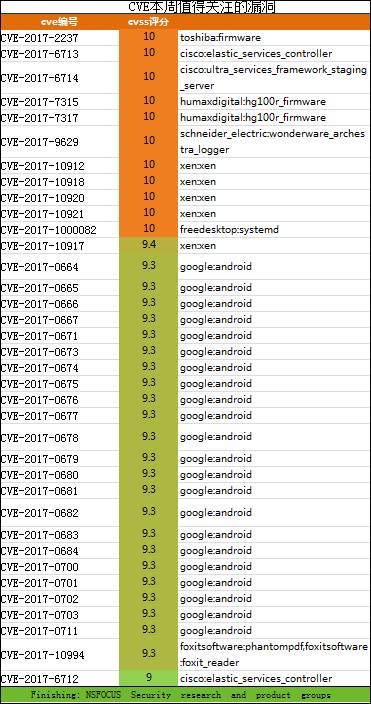 CVE本周值得关注的漏洞
cve编号 cvss评分
CVE-2017-2237 10 toshiba:firmware
CVE-2017-6713 10 cisco:elastic_services_controller
CVE-2017-6714 10 cisco:ultra_services_framework_staging
_server
CVE-2017-7315 10 humaxdigital:hg100r_firmware
CVE-2017-7317 10 humaxdigital:hg100r_firmware
CVE-2017-9629 10 schneider_electric:wonderware_arches
tra_logger
CVE-2017-10912 10 xen:xen
CVE-2017-10918 10 xen:xen
CVE-2017-10920 10 xen:xen
CVE-2017-10921 10 xen:xen
CVE-2017-1000082 10 freedesktop:systemd
CVE-2017-10917 9.4 xen:xen
CVE-2017-0664 9.3 google:android
CVE-2017-0665 9.3 google:android
CVE-2017-0666 9.3 google:android
CVE-2017-0667 9.3 google:android
CVE-2017-0671 9.3 google:android
CVE-2017-0673 9.3 google:android
CVE-2017-0674 9.3 google:android
CVE-2017-0675 9.3 google:android
CVE-2017-0676 9.3 google:android
CVE-2017-0677 9.3 google:android
CVE-2017-0678 9.3 google:android
CVE-2017-0679 9.3 google:android
CVE-2017-0680 9.3 google:android
CVE-2017-0681 9.3 google:android
CVE-2017-0682 9.3 google:android
CVE-2017-0683 9.3 google:android
CVE-2017-0684 9.3 google:android
CVE-2017-0700 9.3 google:android
CVE-2017-0701 9.3 google:android
CVE-2017-0702 9.3 google:android
CVE-2017-0703 9.3 google:android
CVE-2017-0711 9.3 google:android
CVE-2017-10994 9.3 foxitsoftware:phantompdf,foxitsoftware
:foxit_reader
CVE-2017-6712 9 cisco:elastic_services_controller
Finishing: NSFOCUS Security research and product groups